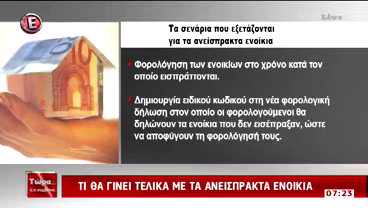 E
Live
Τα σενάρια που εξετάζονται
για τα ανείσπρακτα ενοίκια
• Φορολόγηση των ενοικίων στο χρόνο κατά τον
οποίο εισπράττονται.
• Δημιουργία ειδικού κωδικού στη νέα φορολογική
δήλωση στον οποίο οι φορολογούμενοι θα
δηλώνουν τα ενοίκια που δεν εισέπραξαν, ώστε
να αποφύγουν τη φορολόγησή τους.
Τώρα
ΤΙ ΘΑ ΓΙΝΕΙ ΤΕΛΙΚΑ ΜΕ ΤΑ ΑΝΕΙΣΠΡΑΚΤΑ ΕΝΟΙΚΙΑ
07:23